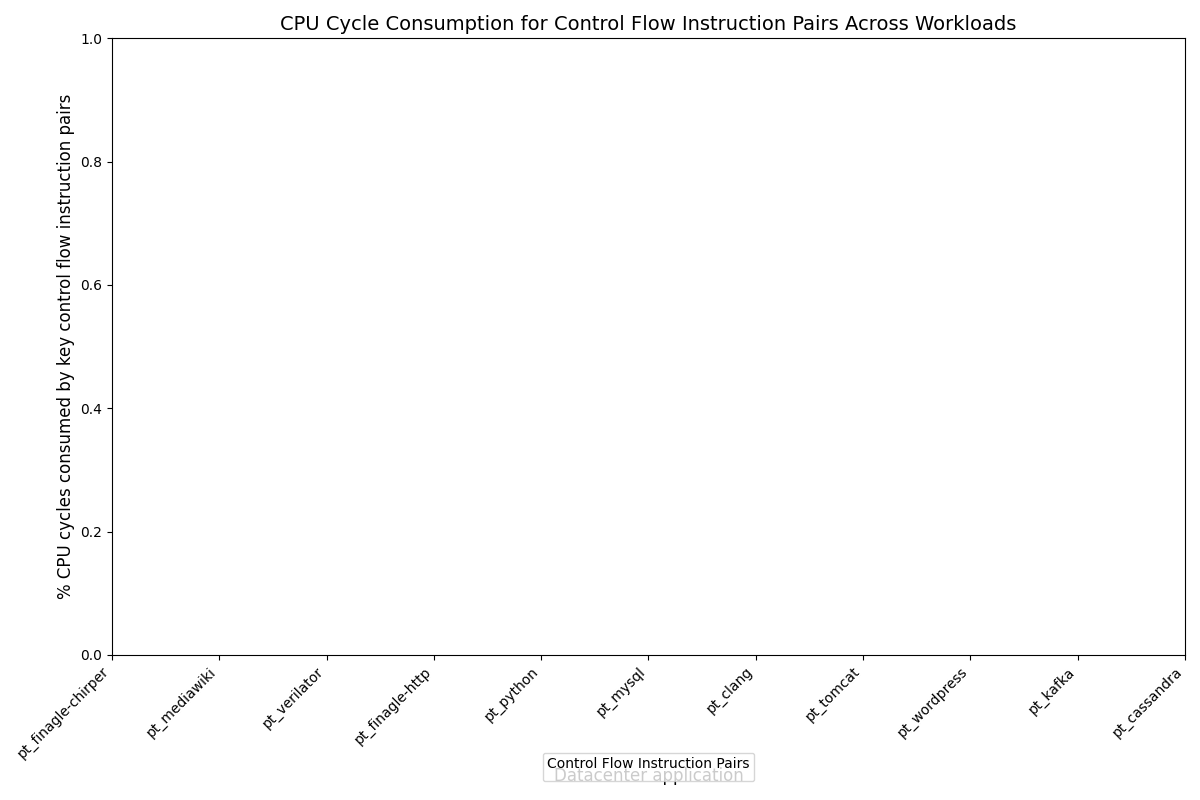 CPU Cycle Consumption for Control Flow Instruction Pairs Across Workloads
% CPU cycles consumed by key control flow instruction pairs
1.0
0.8
0.6
0.4
0.2
0.0
pt_finagle-chirper
pt_mediawiki
pt_verilator
pt_finagle-http
pt_python
pt_mysql
pt_clang
pt_tomcat
pt_wordpress
pt_kafka
pt_cassandra
Control Flow Instruction Pairs
Datacenter application